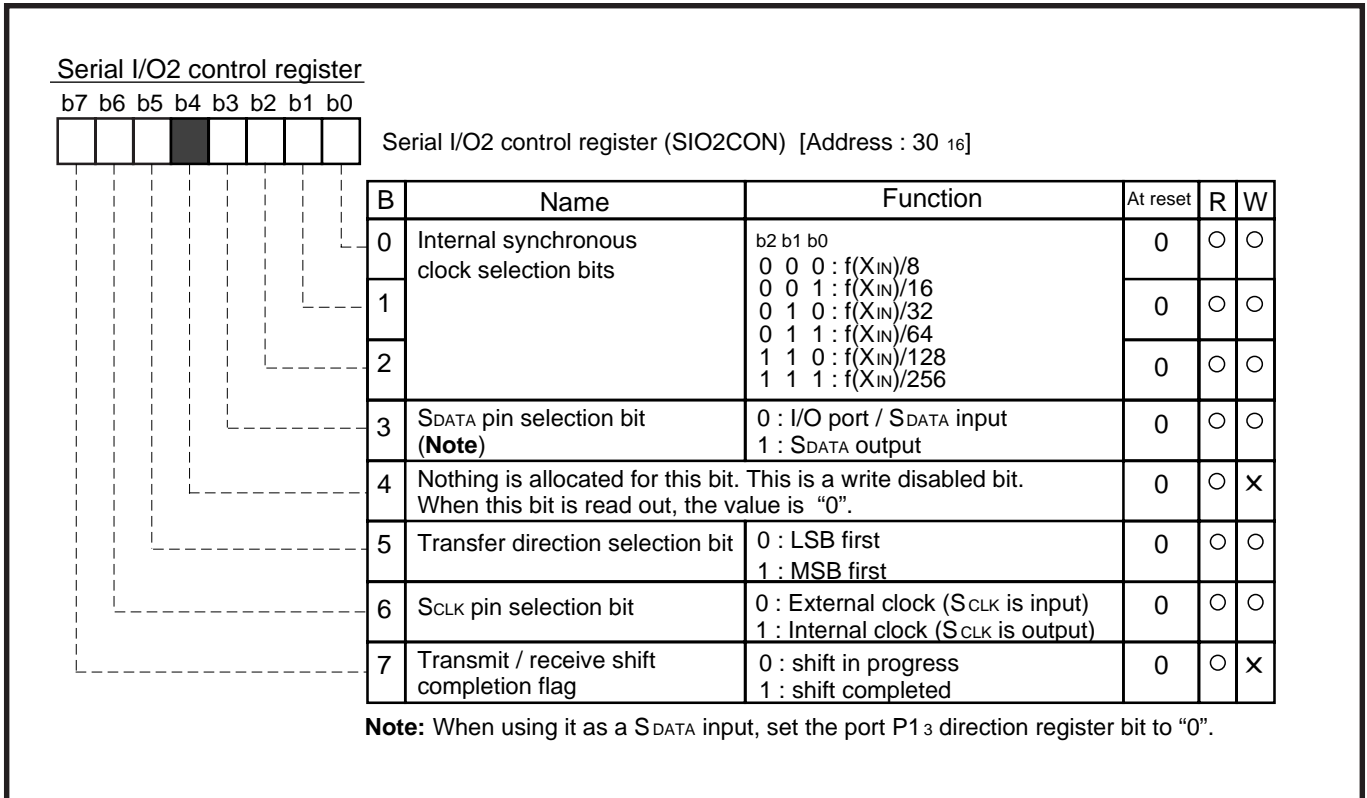 Serial I/O2 control register
b7 b6 b5 b4 b3 b2 b1 b0
Serial I/O2 control register (SIO2CON) [Address : 30 16]
B Name Function At reset R W
0 Internal synchronous clock selection bits b2 b1 b0 0 ○ ○
0 0 0 : f(XIN)/8
0 0 1 : f(XIN)/16
1 0 1 0 : f(XIN)/32 0 ○ ○
0 1 1 : f(XIN)/64
2 1 1 0 : f(XIN)/128 0 ○ ○
1 1 1 : f(XIN)/256
3 SDATA pin selection bit 0 : I/O port / SDATA input 0 ○ ○
(Note) 1 : SDATA output
4 Nothing is allocated for this bit. This is a write disabled bit. 0 ○ ×
When this bit is read out, the value is “0”.
5 Transfer direction selection bit 0 : LSB first 0 ○ ○
1 : MSB first
6 SCLK pin selection bit 0 : External clock (SCLK is input) 0 ○ ○
1 : Internal clock (SCLK is output)
7 Transmit / receive shift 0 : shift in progress 0 ○ ×
completion flag 1 : shift completed
Note: When using it as a SDATA input, set the port P13 direction register bit to “0”.